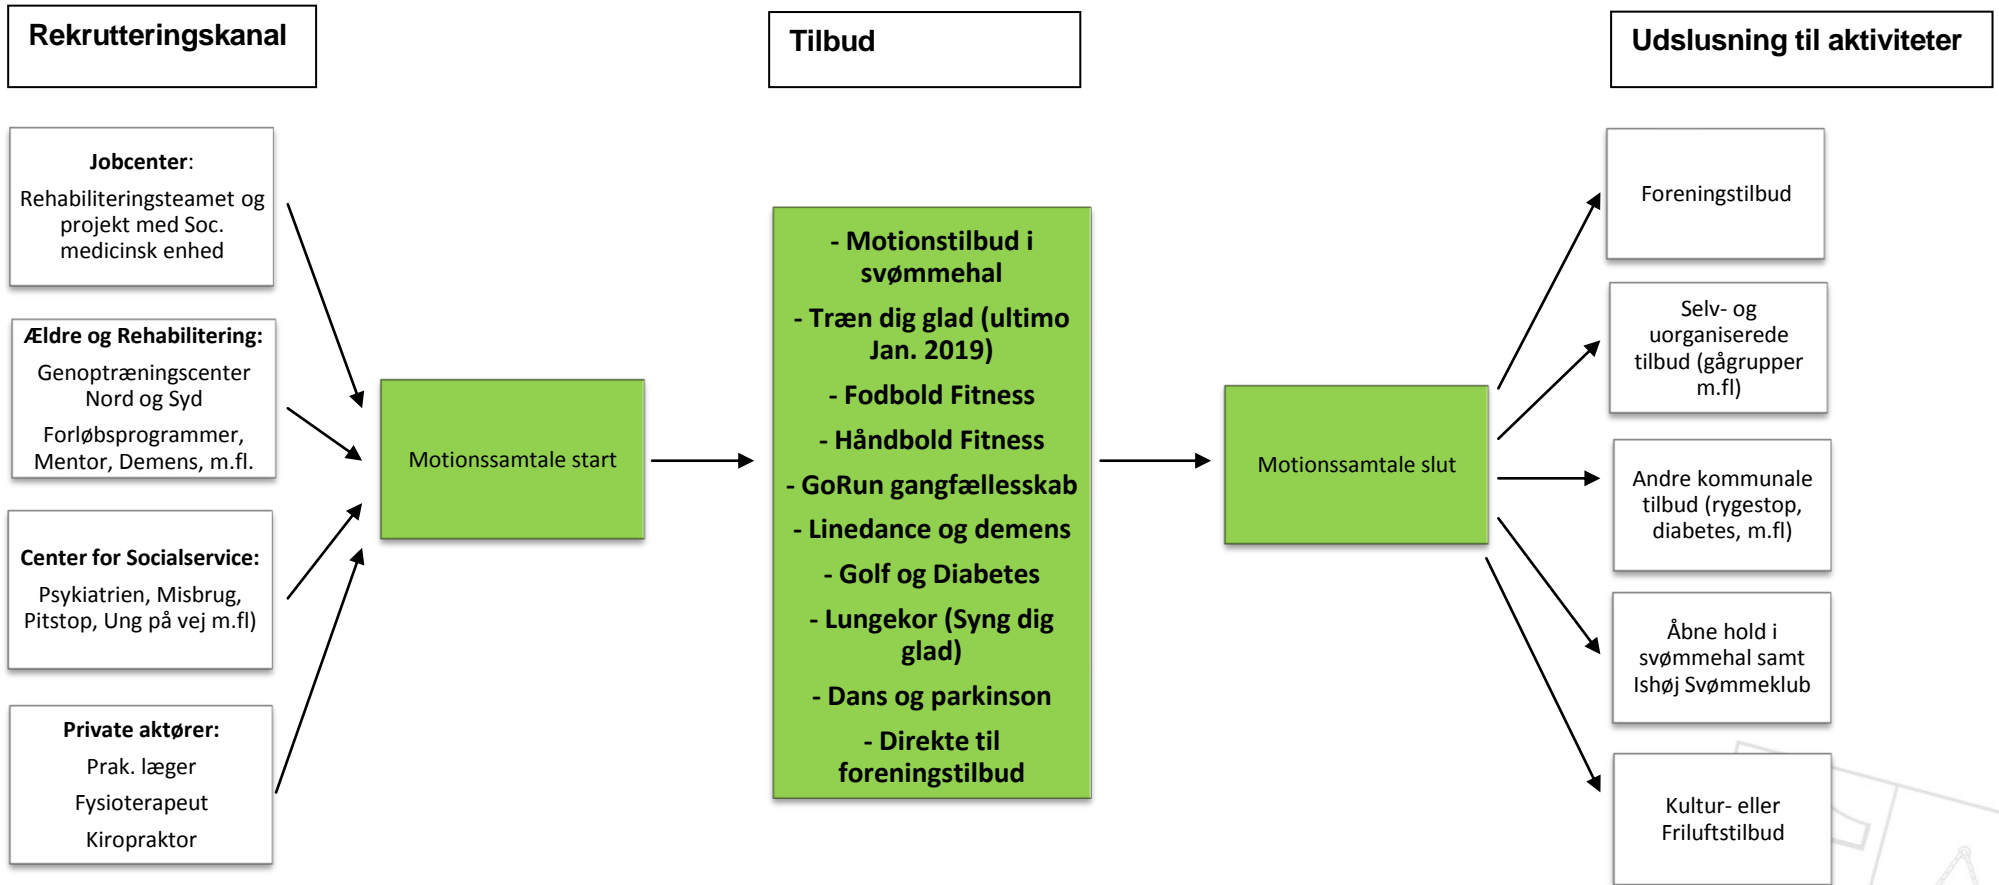 Rekrutteringskanal
Tilbud
Udslusning til aktiviteter
Jobcenter:
Rehabiliteringsteamet og
projekt med Soc.
medicinsk enhed
Ældre og Rehabilitering:
Genoptræningscenter
Nord og Syd
Forløbsprogrammer,
Mentor, Demens, m.fl.
Center for Socialservice:
Psykiatrien, Misbrug,
Pitstop, Ung på vej m.fl)
Private aktører:
Prak. læger
Fysioterapeut
Kiropraktor
Motionssamtale start
- Motionstilbud i
svømmehal
- Træn dig glad (ultimo
Jan. 2019)
- Fodbold Fitness
- Håndbold Fitness
- GoRun gangfællesskab
- Linedance og demens
- Golf og Diabetes
- Lungekor (Syng dig
glad)
- Dans og parkinson
- Direkte til
foreningstilbud
Motionssamtale slut
Foreningstilbud
Selv- og
uorganiserede
tilbud (gågrupper
m.fl)
Andre kommunale
tilbud (rygestop,
diabetes, m.fl)
Åbne hold i
svømmehal samt
Ishøj Svømmeklub
Kultur- eller
Friluftstilbud